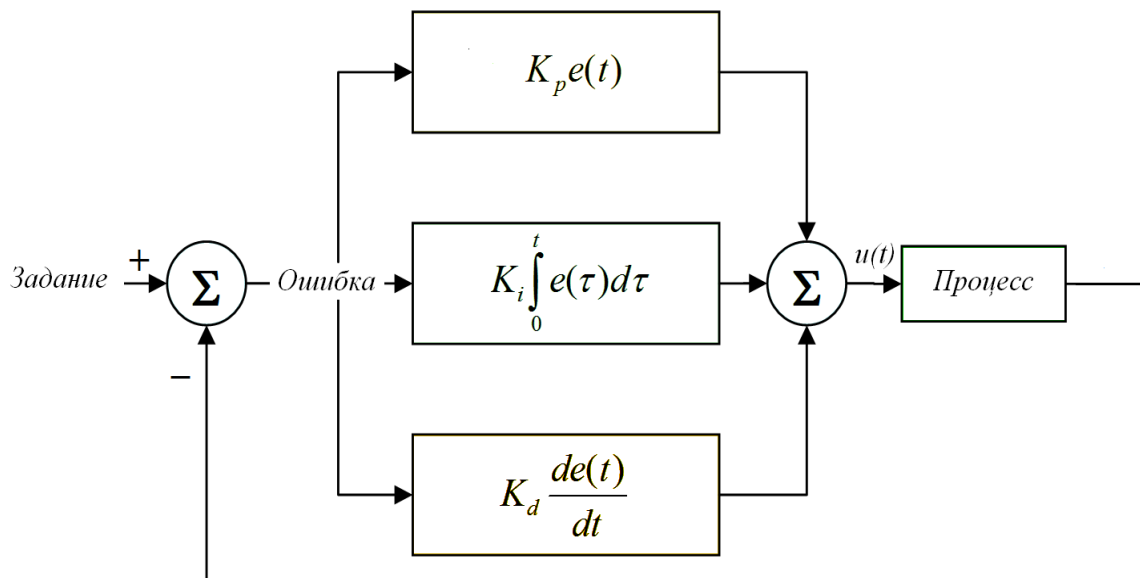 K_p e(t)
Задание
+
Σ
−
Ошибка
K_i ∫_0^t e(τ)dτ
Σ
u(t)
Процесс
K_d de(t)/dt